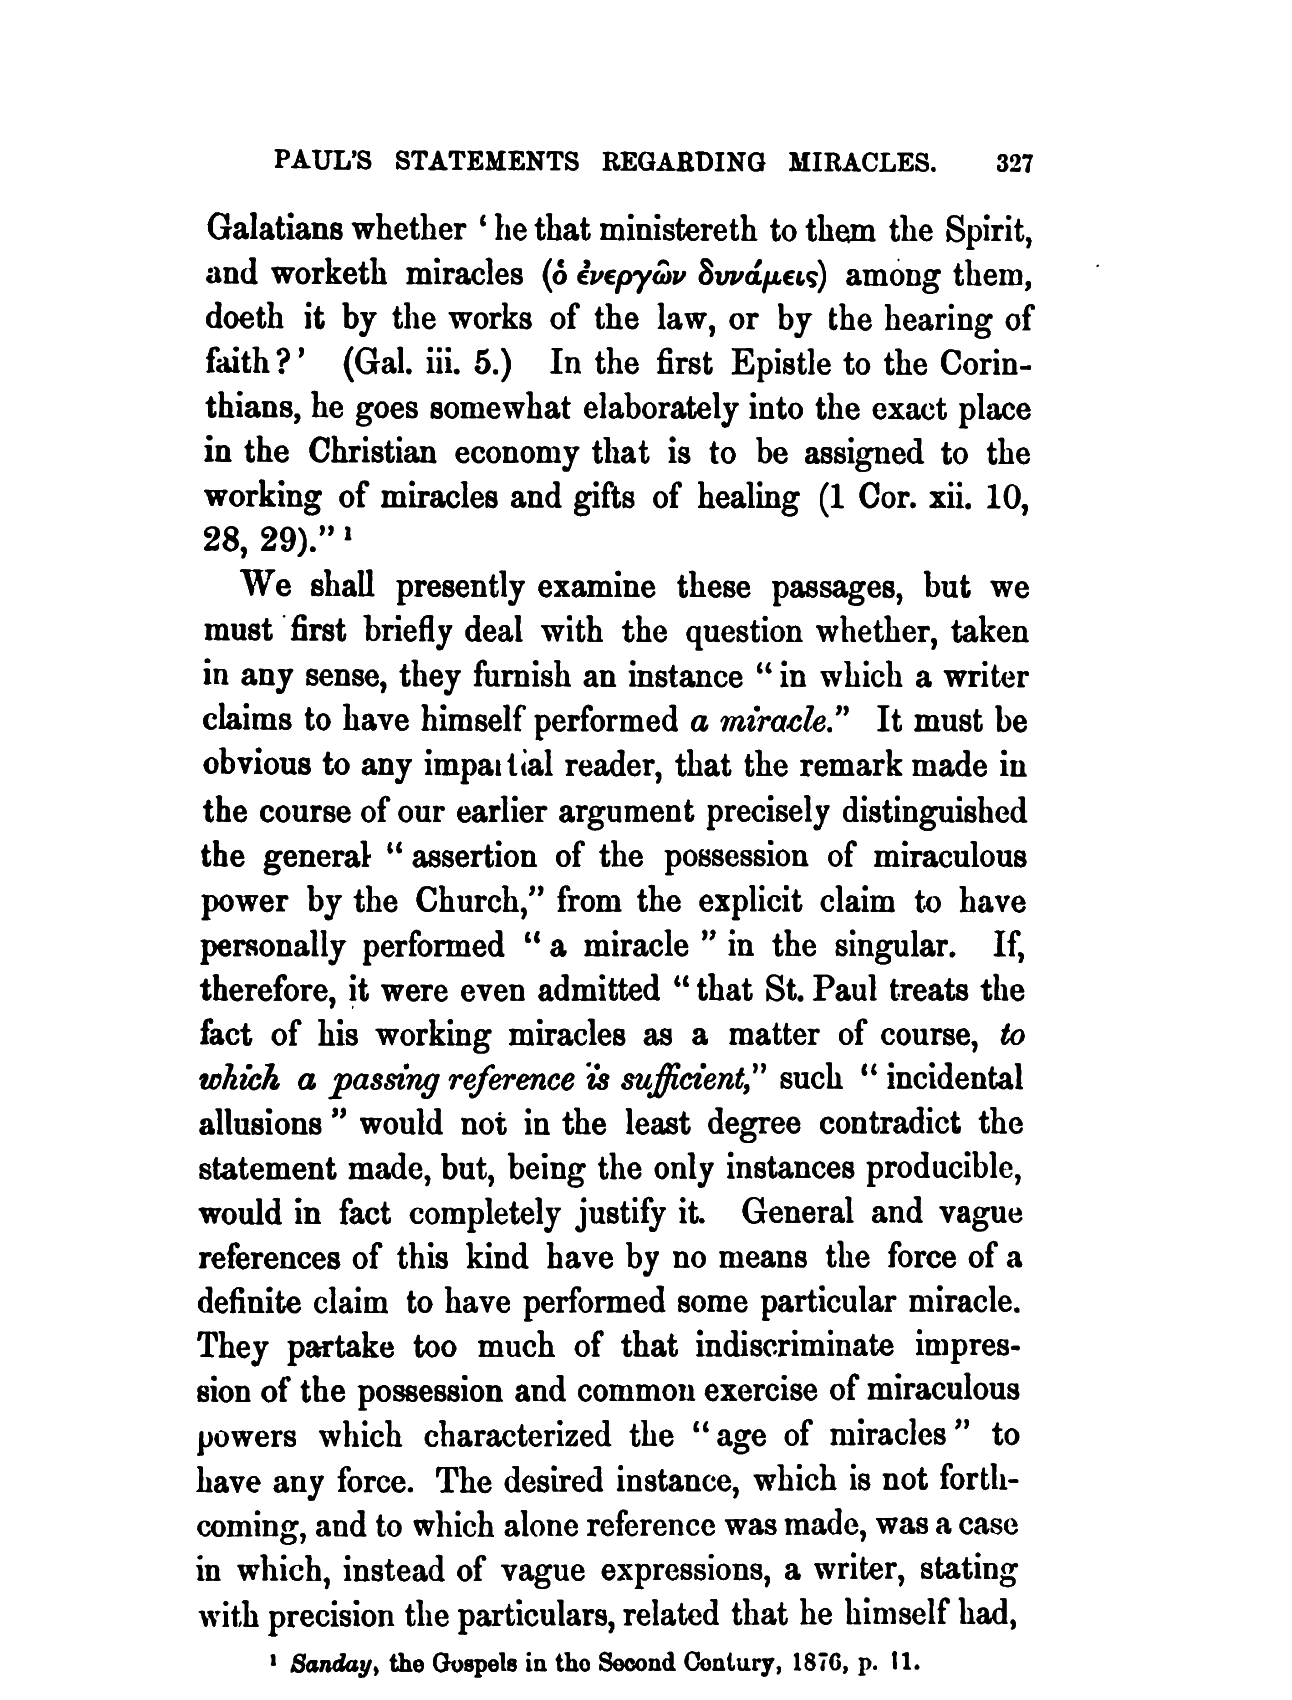 PAUL'S STATEMENTS REGARDING MIRACLES. 327
Galatians whether ‘he that ministereth to them the Spirit,
and worketh miracles (ὁ ἐνεργῶν δυνάμεις) among them,
doeth it by the works of the law, or by the hearing of
faith?’ (Gal. iii. 5.) In the first Epistle to the Corin-
thians, he goes somewhat elaborately into the exact place
in the Christian economy that is to be assigned to the
working of miracles and gifts of healing (1 Cor. xii. 10,
28, 29).” ¹
We shall presently examine these passages, but we
must first briefly deal with the question whether, taken
in any sense, they furnish an instance “in which a writer
claims to have himself performed a miracle.” It must be
obvious to any impartial reader, that the remark made in
the course of our earlier argument precisely distinguished
the general “assertion of the possession of miraculous
power by the Church,” from the explicit claim to have
personally performed “a miracle” in the singular. If,
therefore, it were even admitted “that St. Paul treats the
fact of his working miracles as a matter of course, to
which a passing reference is sufficient,” such “incidental
allusions” would not in the least degree contradict the
statement made, but, being the only instances producible,
would in fact completely justify it. General and vague
references of this kind have by no means the force of a
definite claim to have performed some particular miracle.
They partake too much of that indiscriminate impres-
sion of the possession and common exercise of miraculous
powers which characterized the “age of miracles” to
have any force. The desired instance, which is not forth-
coming, and to which alone reference was made, was a case
in which, instead of vague expressions, a writer, stating
with precision the particulars, related that he himself had,
¹ Sanday, the Gospels in the Second Century, 1876, p. 11.